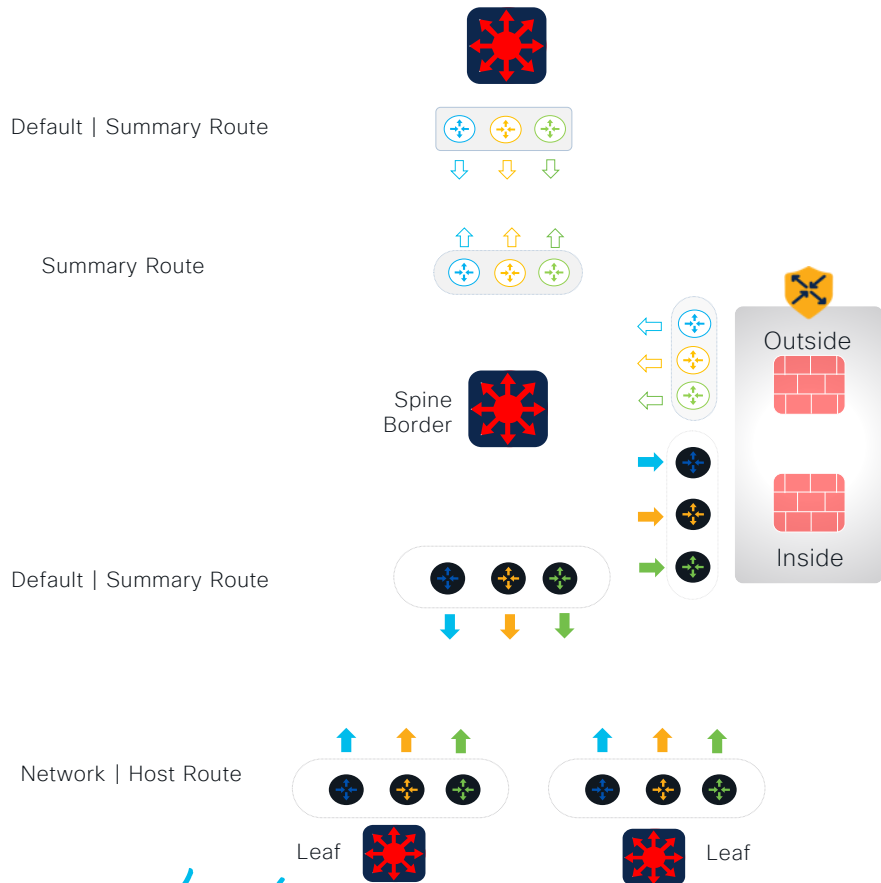 Default | Summary Route
Summary Route
Outside
Spine
Border
Inside
Default | Summary Route
Network | Host Route
Leaf
Leaf